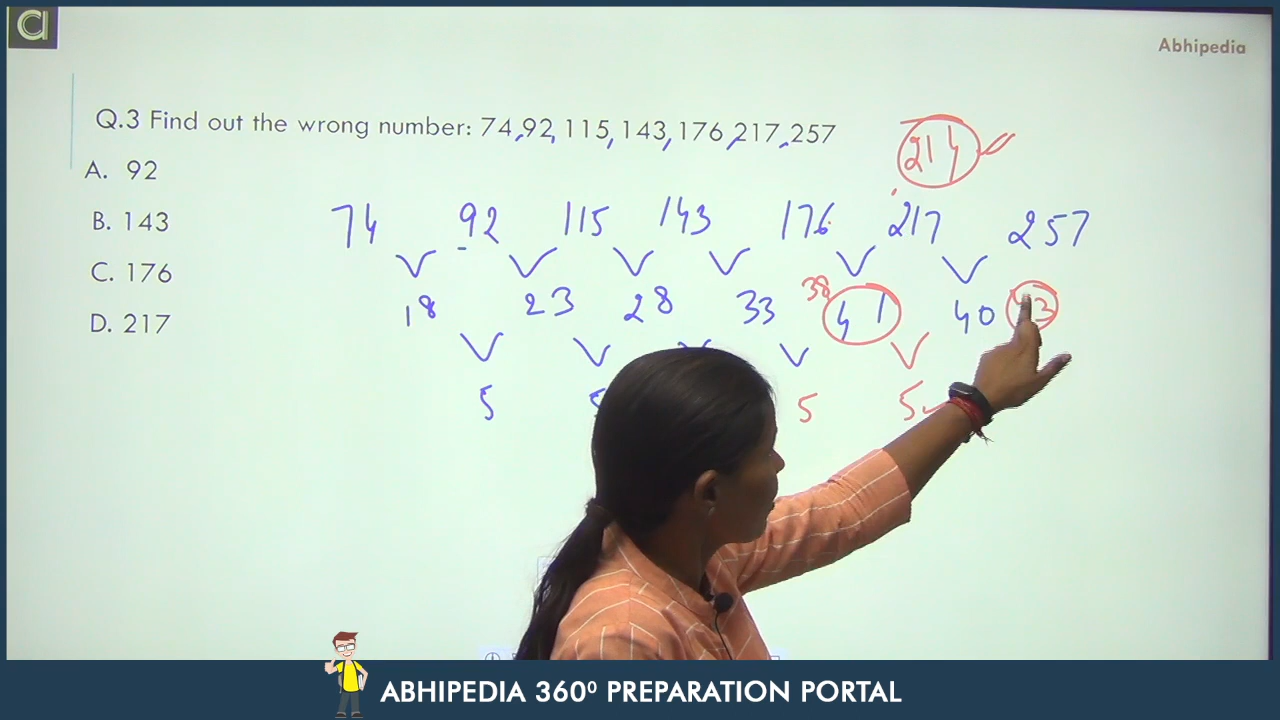 Abhipedia
Q.3 Find out the wrong number: 74,92,115,143,176,217,257
A. 92
B. 143
C. 176
D. 217
214
74 92 115 143 176 217 257
18 23 28 33 38 41 40 43
5 5 5 5
ABHIPEDIA 360⁰ PREPARATION PORTAL